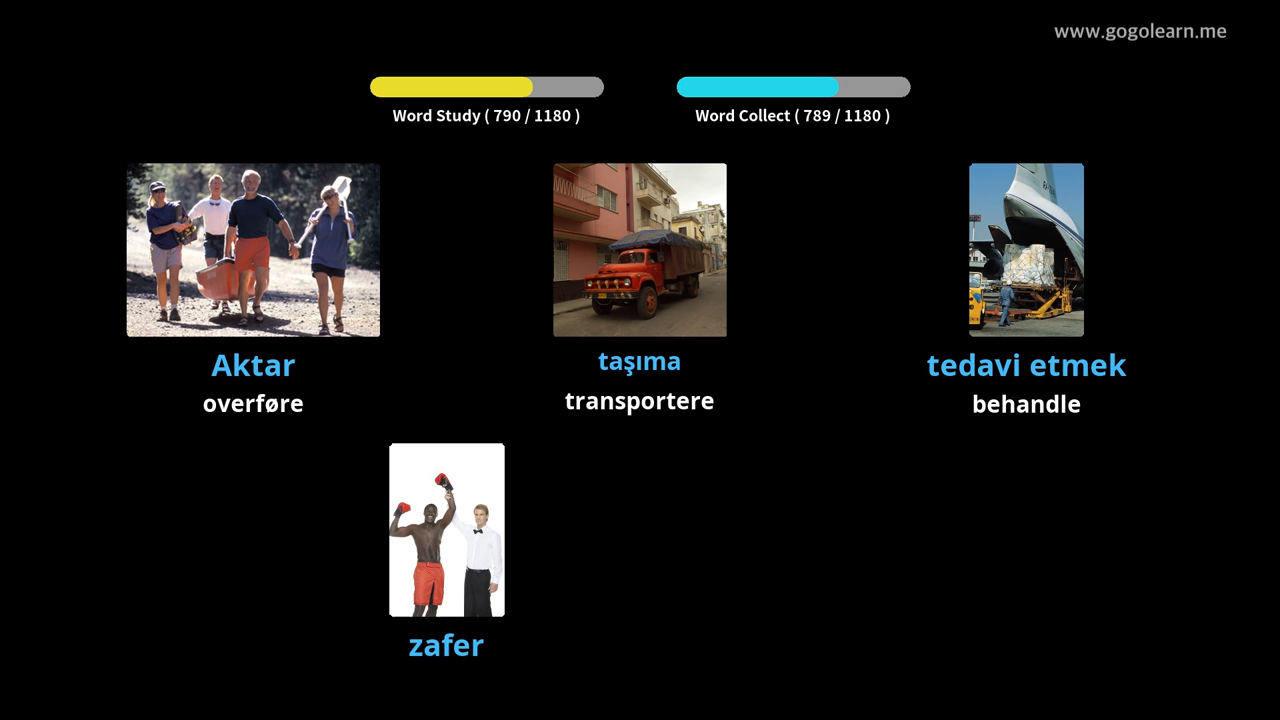 www.gogolearn.me
Word Study ( 790 / 1180 )
Word Collect ( 789 / 1180 )
Aktar
overføre
taşıma
transportere
tedavi etmek
behandle
zafer